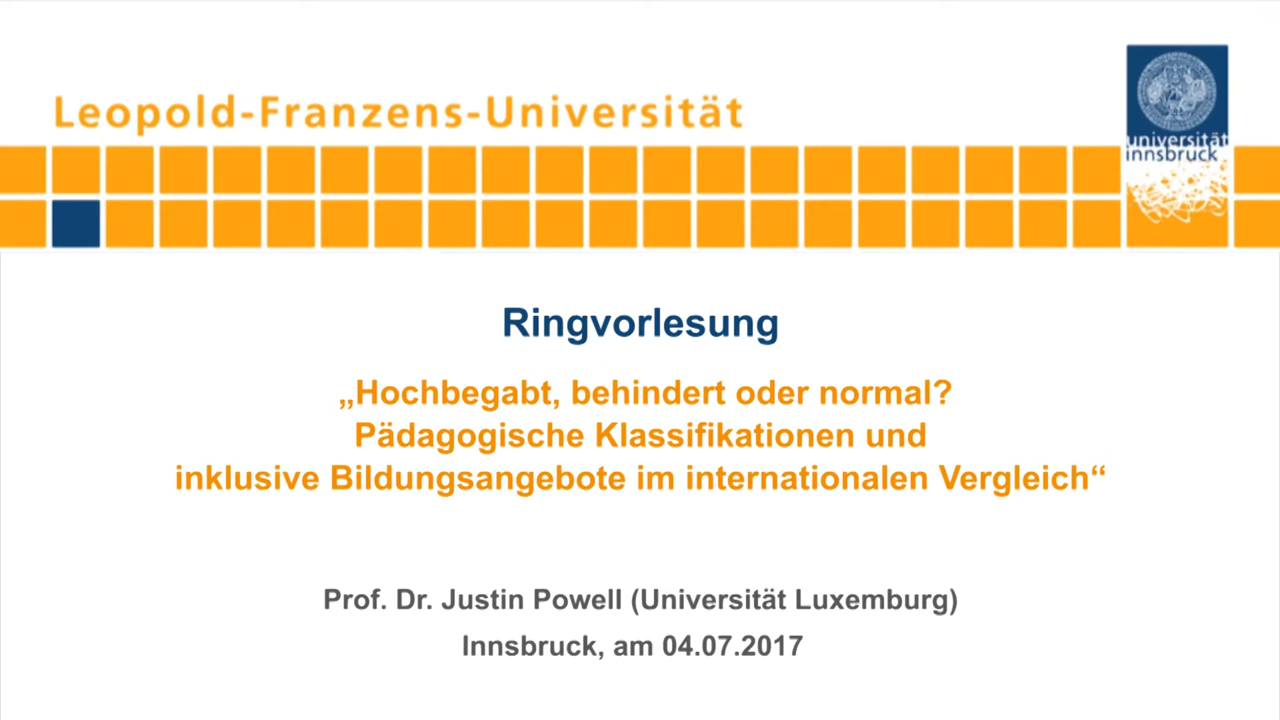 Leopold-Franzens-Universität
universität
innsbruck
Ringvorlesung
„Hochbegabt, behindert oder normal?
Pädagogische Klassifikationen und
inklusive Bildungsangebote im internationalen Vergleich“
Prof. Dr. Justin Powell (Universität Luxemburg)
Innsbruck, am 04.07.2017